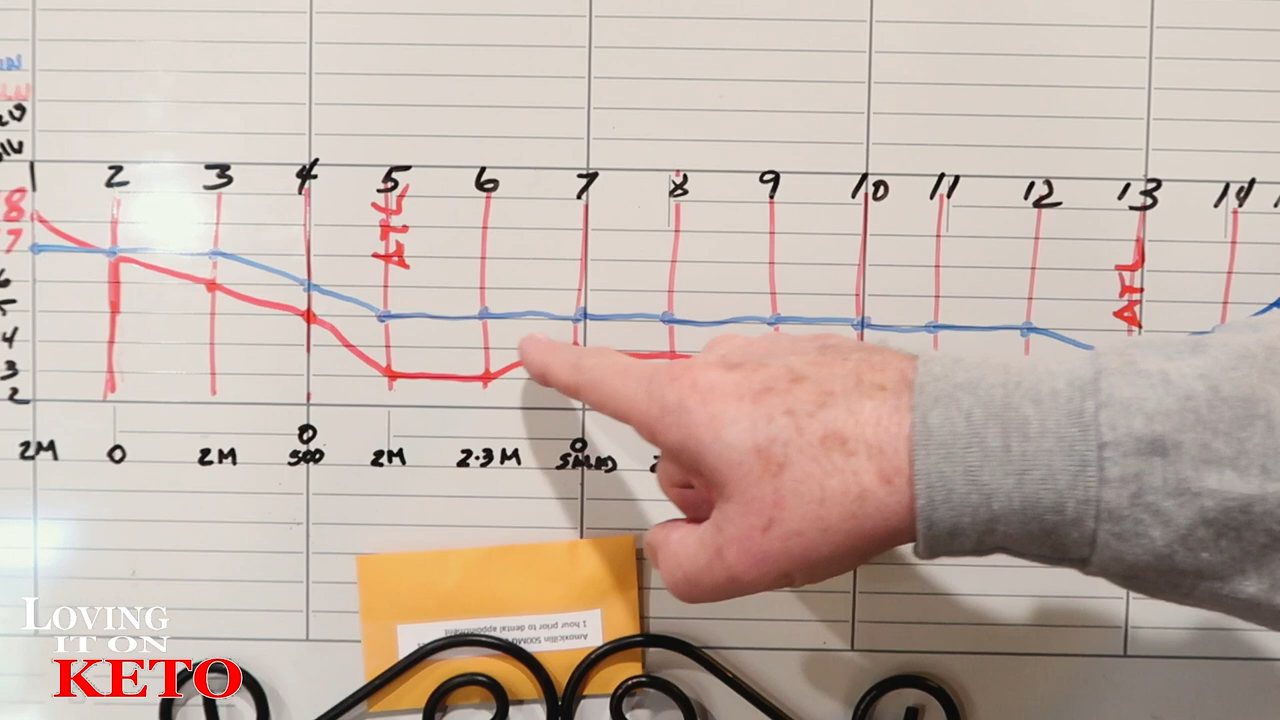 1 2 3 4 5 6 7 8 9 10 11 12 13 14
8
7
6
5
4
3
2
ATL
ATL
2M 0 2M 0 500 2M 2.3M 0 SALAD
Amoxicillin 500MG
1 hour prior to dental appointment
LOVING
IT ON
KETO